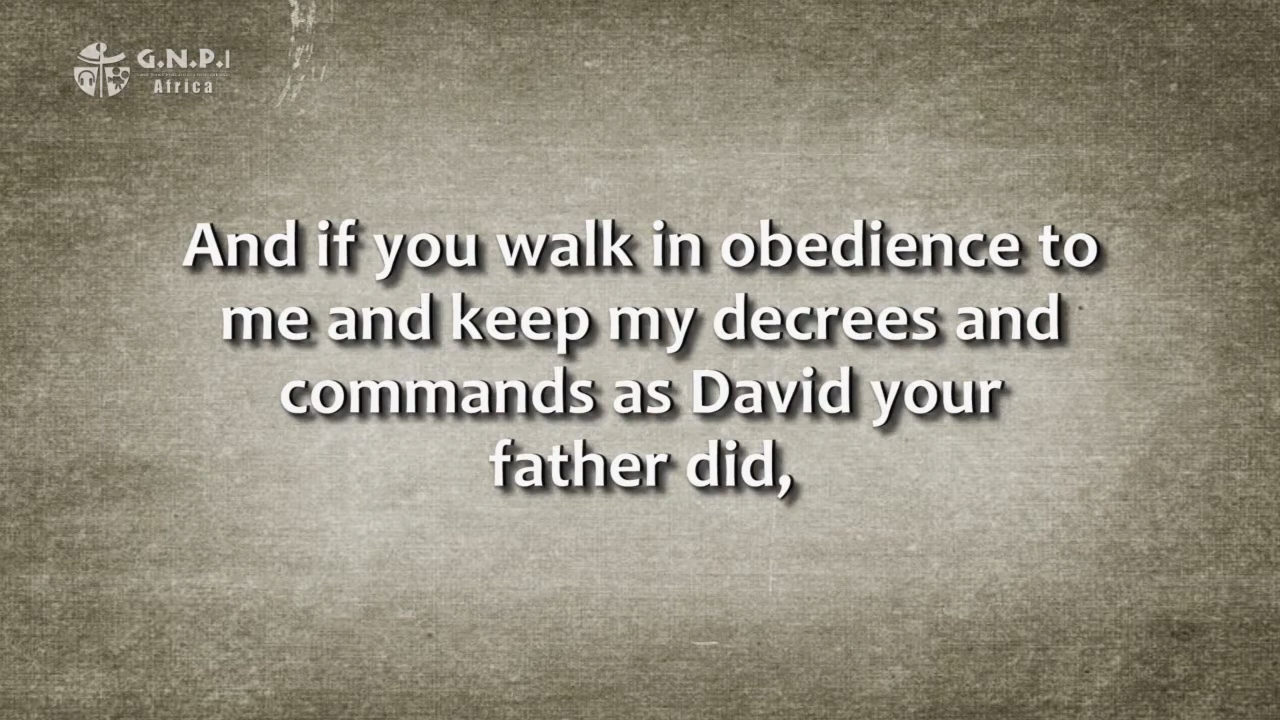 G.N.P.I
Africa
And if you walk in obedience to
me and keep my decrees and
commands as David your
father did,